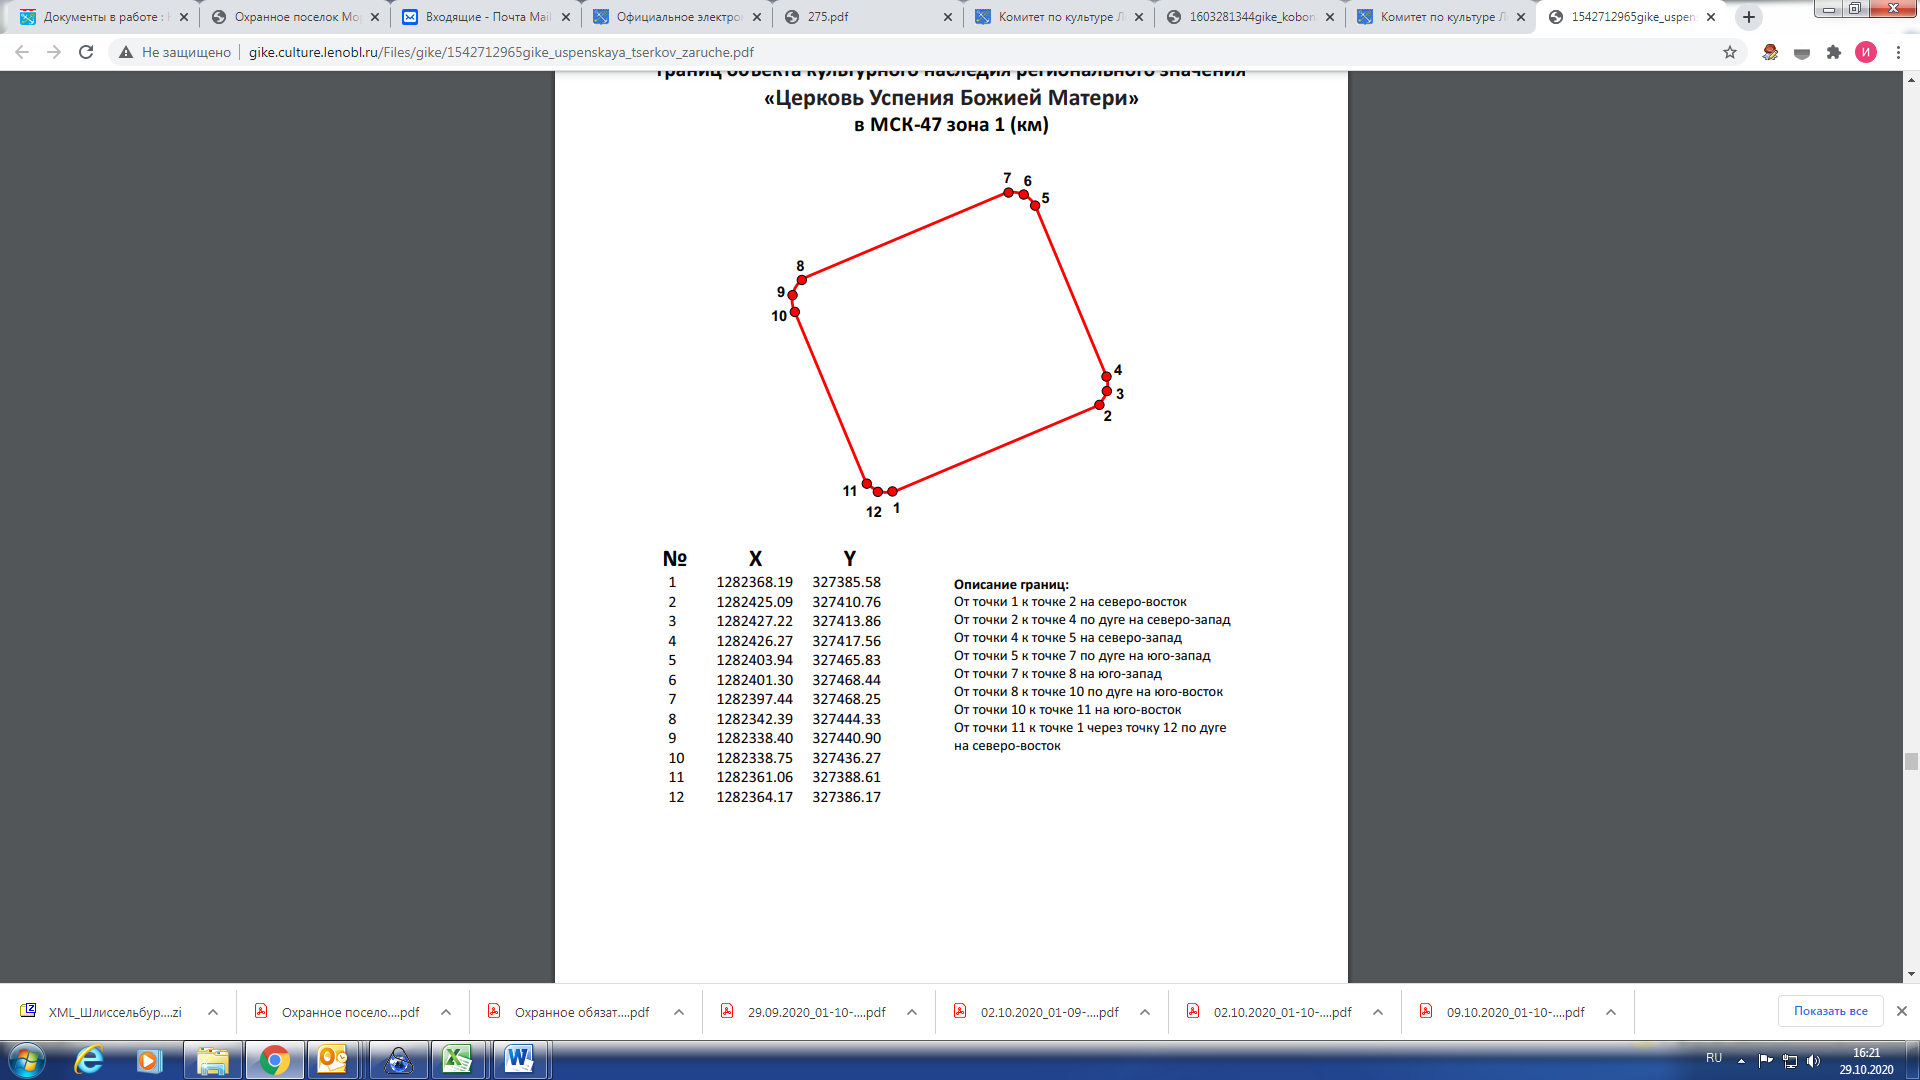 Документы в работе : Н
Охранное поселок Мор
Входящие - Почта Mail
Официальное электро
275.pdf
Комитет по культуре Л
1603281344gike_kobon
Комитет по культуре Л
1542712965gike_uspens
Не защищено
gike.culture.lenobl.ru/Files/gike/1542712965gike_uspenskaya_tserkov_zaruche.pdf
И
границ объекта культурного наследия регионального значения
«Церковь Успения Божией Матери»
в МСК-47 зона 1 (км)
7
6
5
8
9
10
4
3
2
11
12
1
№ X Y
1 1282368.19 327385.58
2 1282425.09 327410.76
3 1282427.22 327413.86
4 1282426.27 327417.56
5 1282403.94 327465.83
6 1282401.30 327468.44
7 1282397.44 327468.25
8 1282342.39 327444.33
9 1282338.40 327440.90
10 1282338.75 327436.27
11 1282361.06 327388.61
12 1282364.17 327386.17
Описание границ:
От точки 1 к точке 2 на северо-восток
От точки 2 к точке 4 по дуге на северо-запад
От точки 4 к точке 5 на северо-запад
От точки 5 к точке 7 по дуге на юго-запад
От точки 7 к точке 8 на юго-запад
От точки 8 к точке 10 по дуге на юго-восток
От точки 10 к точке 11 на юго-восток
От точки 11 к точке 1 через точку 12 по дуге
на северо-восток
XML_Шлиссельбур....zi
Охранное посело....pdf
Охранное обязат....pdf
29.09.2020_01-10-....pdf
02.10.2020_01-09-....pdf
02.10.2020_01-10-....pdf
09.10.2020_01-10-....pdf
Показать все
RU
16:21
29.10.2020